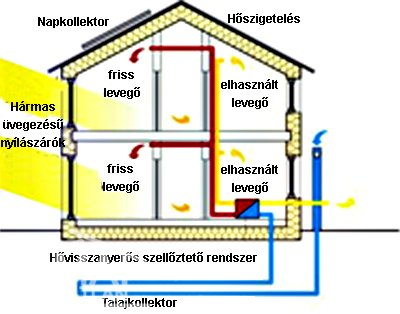 Napkollektor
Hőszigetelés
friss
levegő
elhasznált
levegő
Hármas
üvegezésű
nyílászárók
friss
levegő
elhasznált
levegő
Hővisszanyerős szellőztető rendszer
Talajkollektor